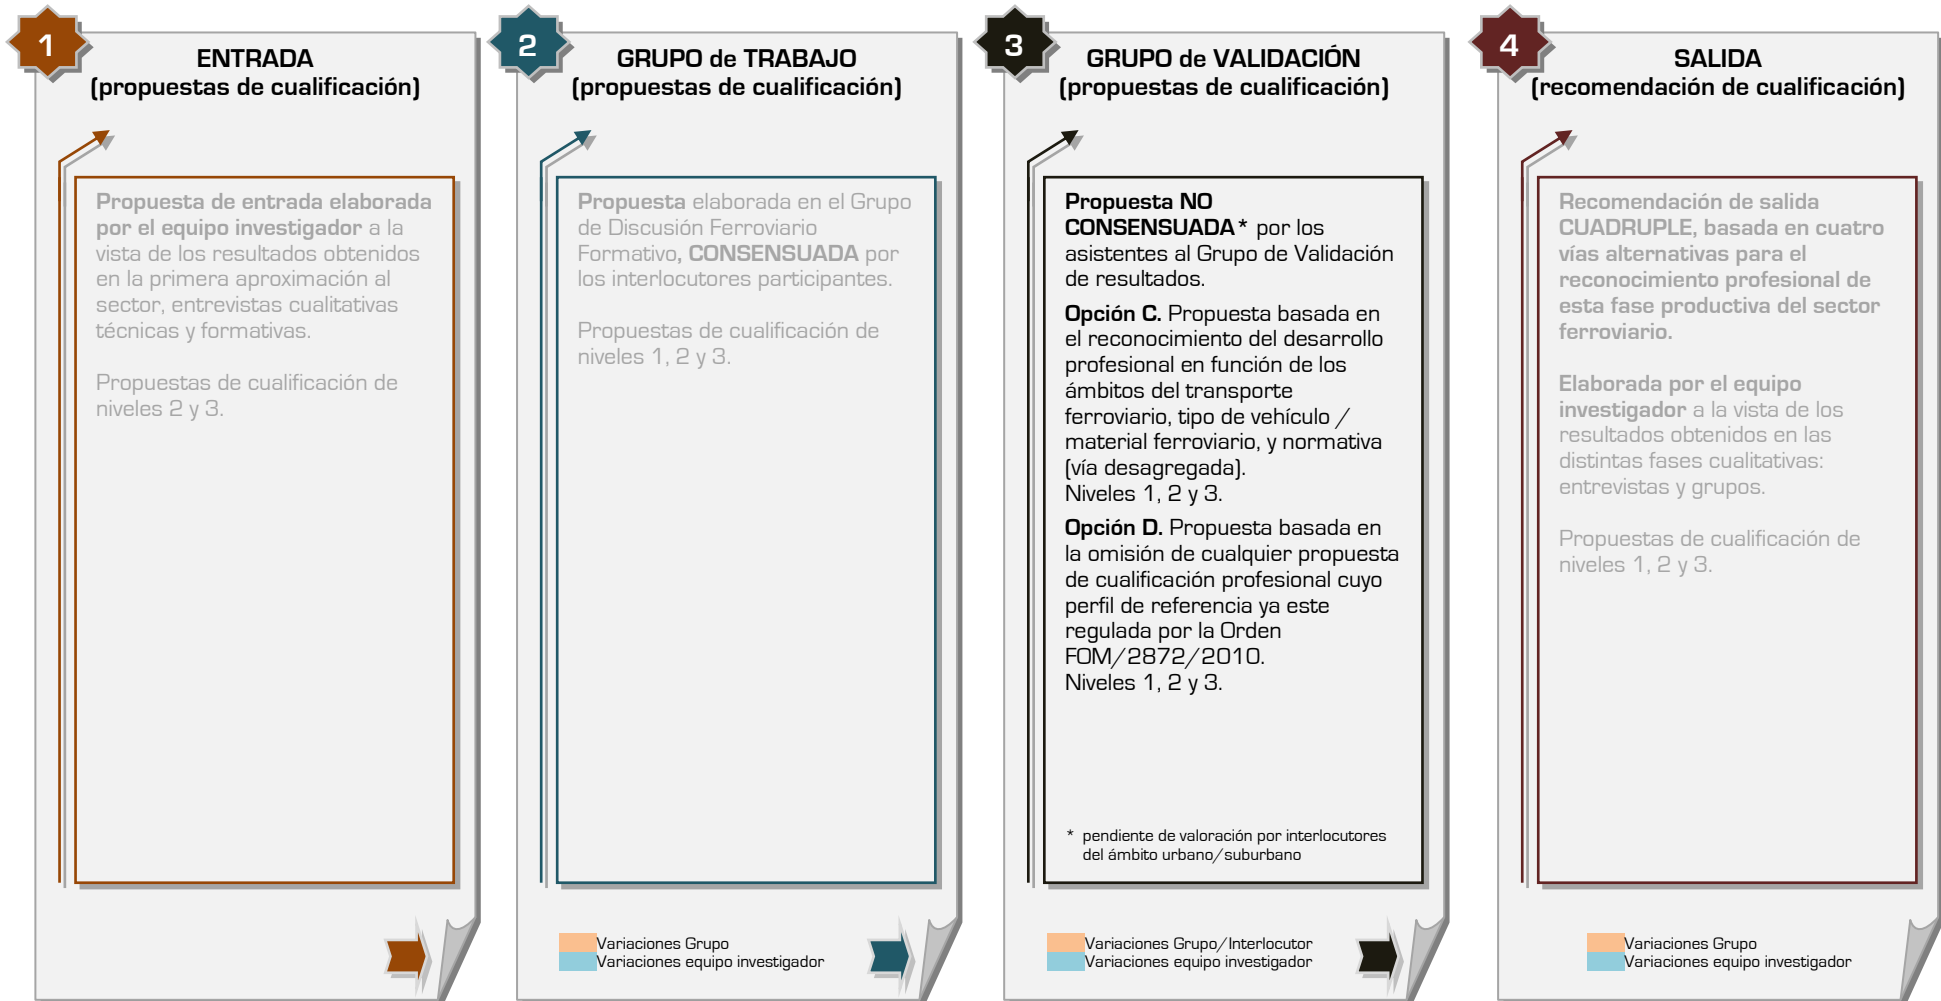 1
ENTRADA
(propuestas de cualificación)
Propuesta de entrada elaborada
por el equipo investigador a la
vista de los resultados obtenidos
en la primera aproximación al
sector, entrevistas cualitativas
técnicas y formativas.
Propuestas de cualificación de
niveles 2 y 3.
2
GRUPO de TRABAJO
(propuestas de cualificación)
Propuesta elaborada en el Grupo
de Discusión Ferroviario
Formativo, CONSENSUADA por
los interlocutores participantes.
Propuestas de cualificación de
niveles 1, 2 y 3.
Variaciones Grupo
Variaciones equipo investigador
3
GRUPO de VALIDACIÓN
(propuestas de cualificación)
Propuesta NO
CONSENSUADA* por los
asistentes al Grupo de Validación
de resultados.
Opción C. Propuesta basada en
el reconocimiento del desarrollo
profesional en función de los
ámbitos del transporte
ferroviario, tipo de vehículo /
material ferroviario, y normativa
(vía desagregada).
Niveles 1, 2 y 3.
Opción D. Propuesta basada en
la omisión de cualquier propuesta
de cualificación profesional cuyo
perfil de referencia ya este
regulada por la Orden
FOM/2872/2010.
Niveles 1, 2 y 3.
* pendiente de valoración por interlocutores
del ámbito urbano/suburbano
Variaciones Grupo/Interlocutor
Variaciones equipo investigador
4
SALIDA
(recomendación de cualificación)
Recomendación de salida
CUADRUPLE, basada en cuatro
vías alternativas para el
reconocimiento profesional de
esta fase productiva del sector
ferroviario.
Elaborada por el equipo
investigador a la vista de los
resultados obtenidos en las
distintas fases cualitativas:
entrevistas y grupos.
Propuestas de cualificación de
niveles 1, 2 y 3.
Variaciones Grupo
Variaciones equipo investigador